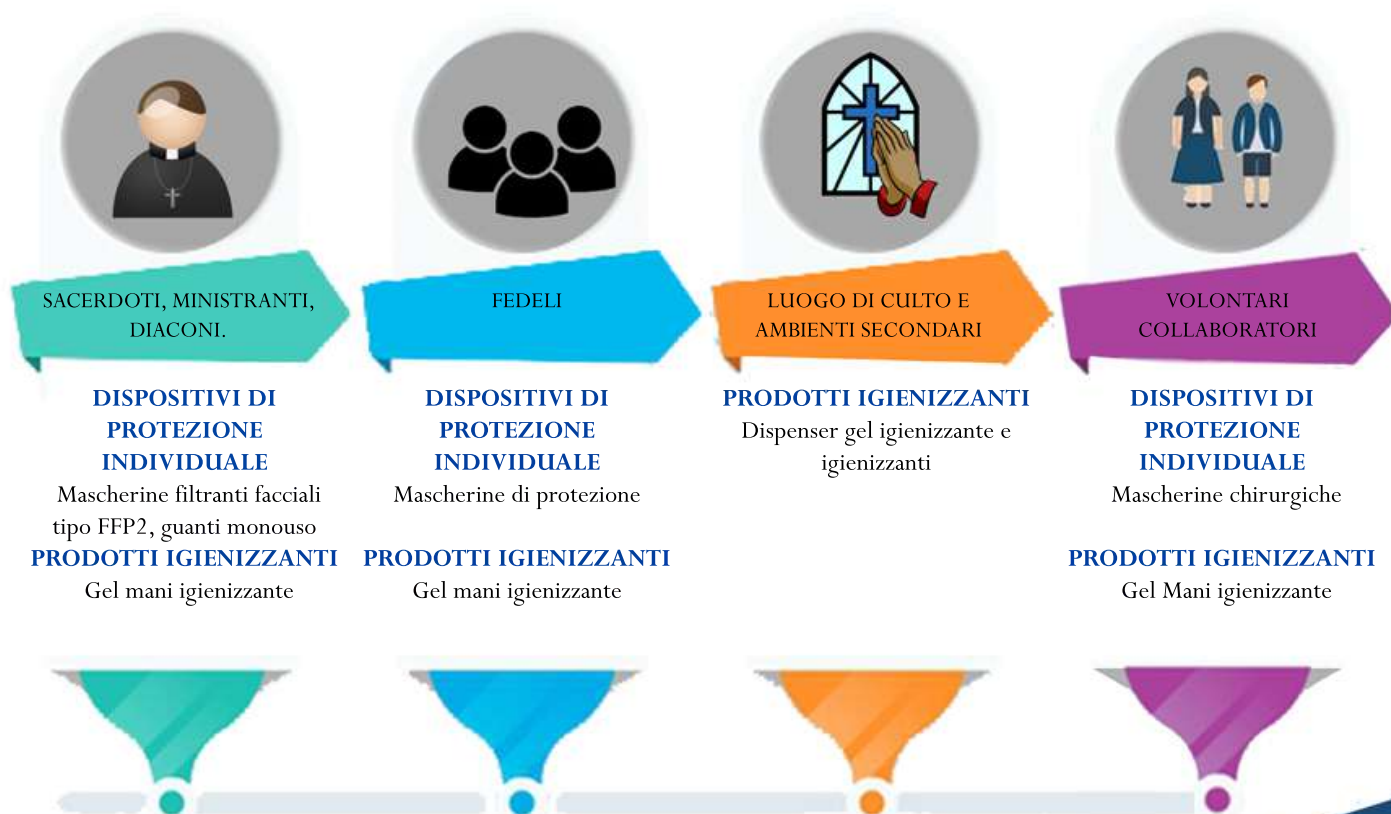 SACERDOTI, MINISTRANTI,
DIACONI.
DISPOSITIVI DI
PROTEZIONE
INDIVIDUALE
Mascherine filtranti facciali
tipo FFP2, guanti monouso
PRODOTTI IGIENIZZANTI
Gel mani igienizzante
FEDELI
DISPOSITIVI DI
PROTEZIONE
INDIVIDUALE
Mascherine di protezione
PRODOTTI IGIENIZZANTI
Gel mani igienizzante
LUOGO DI CULTO E
AMBIENTI SECONDARI
PRODOTTI IGIENIZZANTI
Dispenser gel igienizzante e
igienizzanti
VOLONTARI
COLLABORATORI
DISPOSITIVI DI
PROTEZIONE
INDIVIDUALE
Mascherine chirurgiche
PRODOTTI IGIENIZZANTI
Gel Mani igienizzante